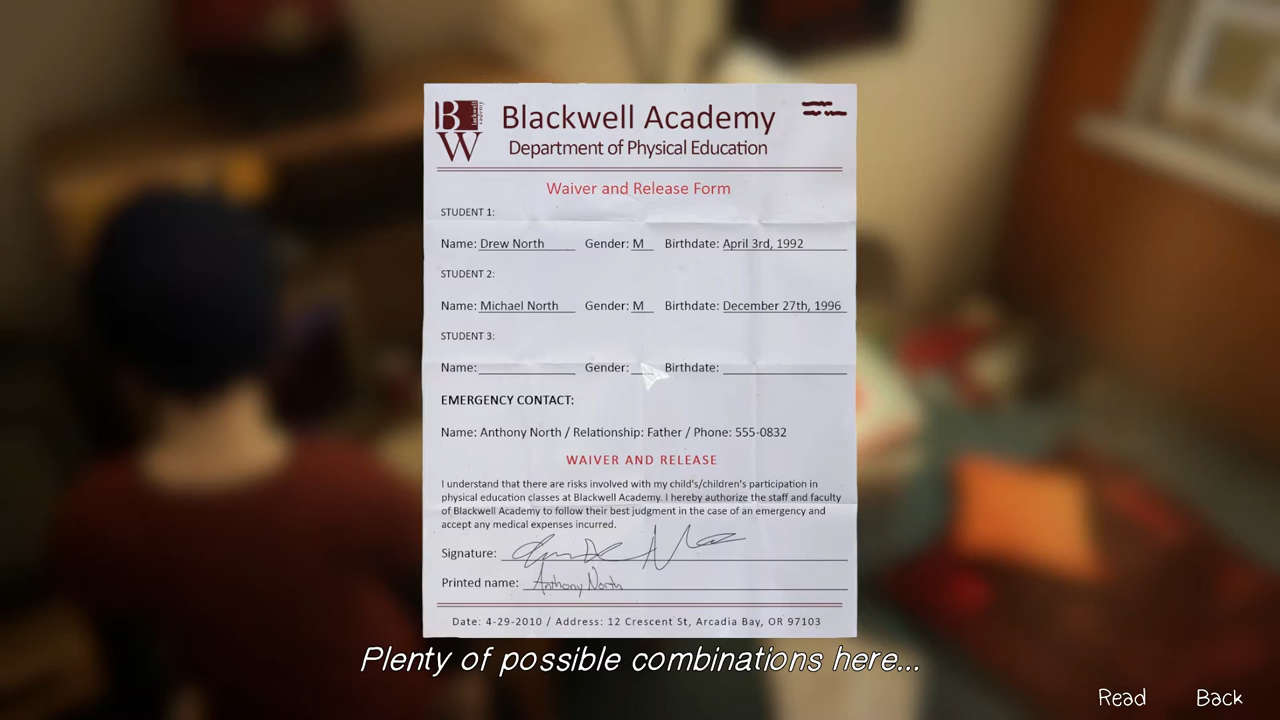 BW
Blackwell Academy
Blackwell Academy
Department of Physical Education
Waiver and Release Form
STUDENT 1:
Name: Drew North Gender: M Birthdate: April 3rd, 1992
STUDENT 2:
Name: Michael North Gender: M Birthdate: December 27th, 1996
STUDENT 3:
Name: Gender: Birthdate:
EMERGENCY CONTACT:
Name: Anthony North / Relationship: Father / Phone: 555-0832
WAIVER AND RELEASE
I understand that there are risks involved with my child's/children's participation in
physical education classes at Blackwell Academy. I hereby authorize the staff and faculty
of Blackwell Academy to follow their best judgment in the case of an emergency and
accept any medical expenses incurred.
Signature:
Printed name: Anthony North
Date: 4-29-2010 / Address: 12 Crescent St, Arcadia Bay, OR 97103
Plenty of possible combinations here...
Read Back